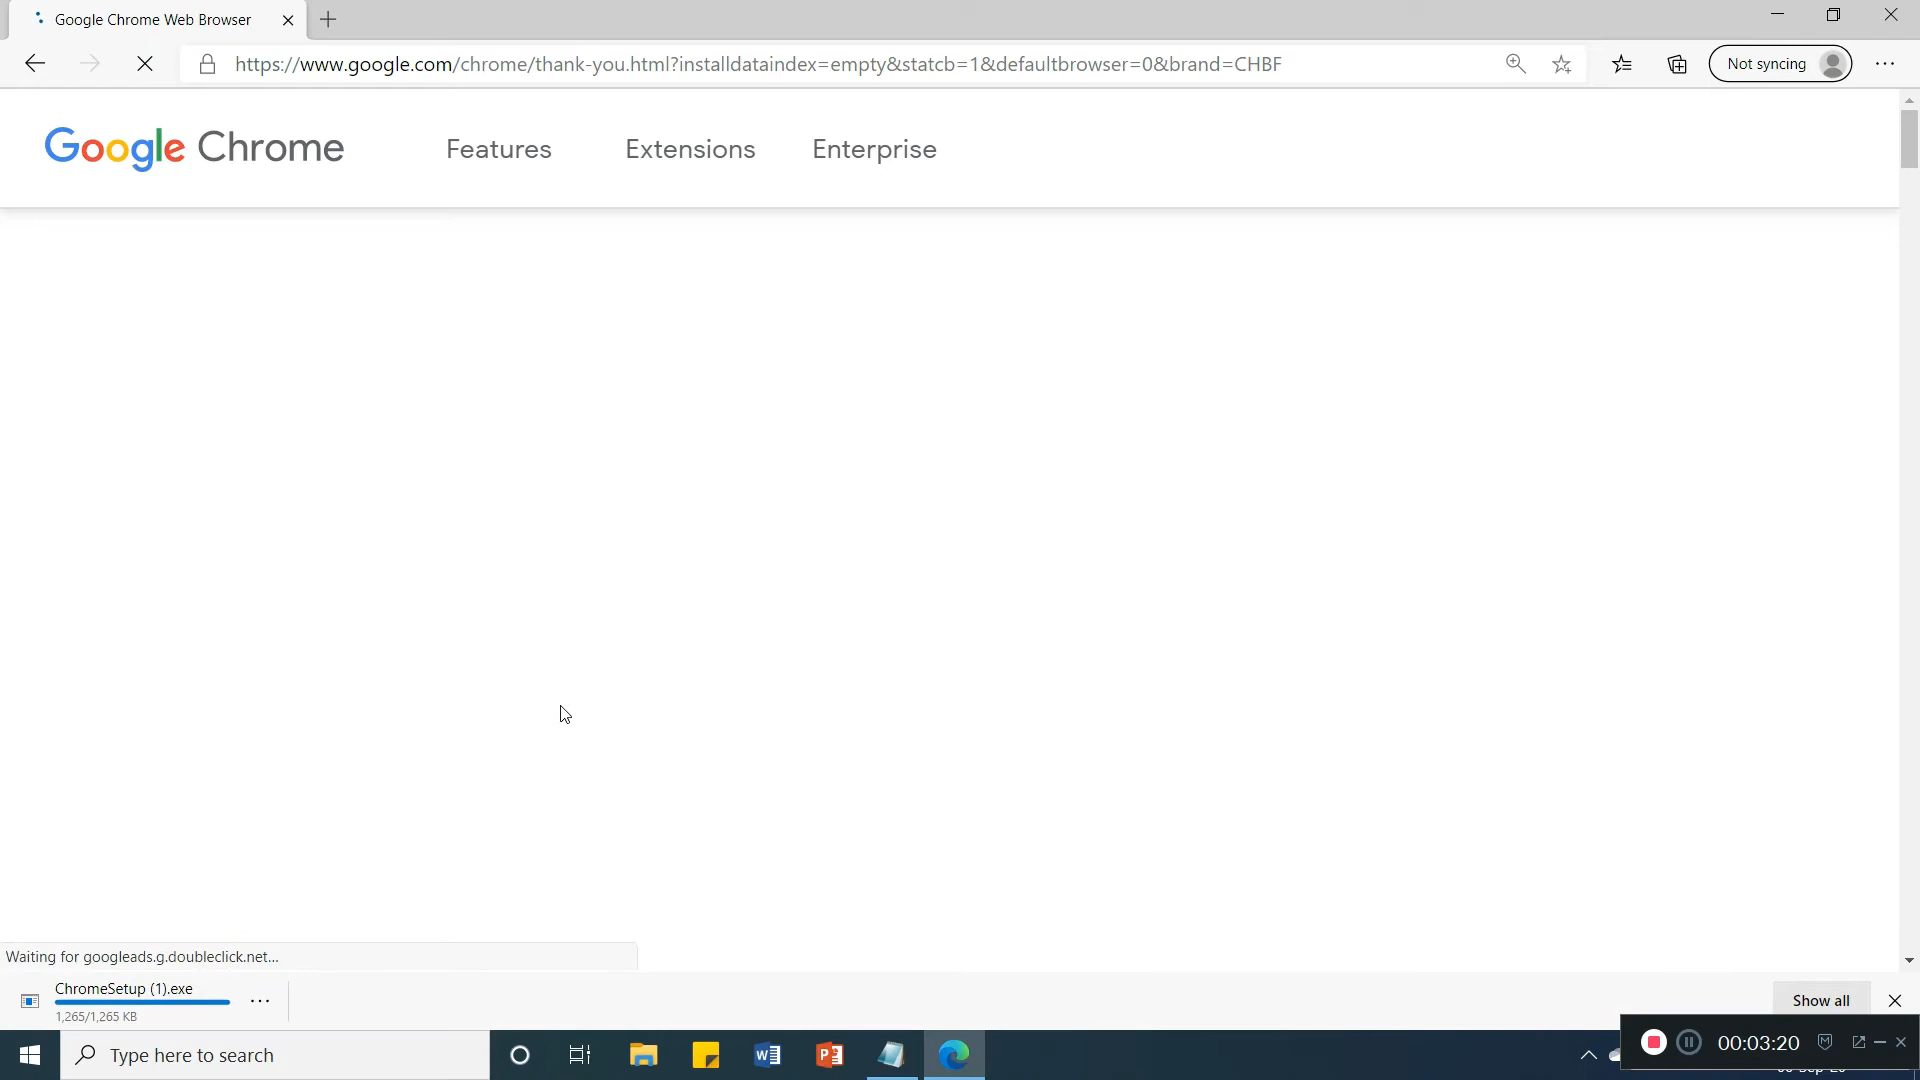 Google Chrome Web Browser
https://www.google.com/chrome/thank-you.html?installdataindex=empty&statcb=1&defaultbrowser=0&brand=CHBF
Not syncing
Google Chrome
Features
Extensions
Enterprise
Waiting for googleads.g.doubleclick.net...
ChromeSetup (1).exe
1,265/1,265 KB
Show all
Type here to search
00:03:20